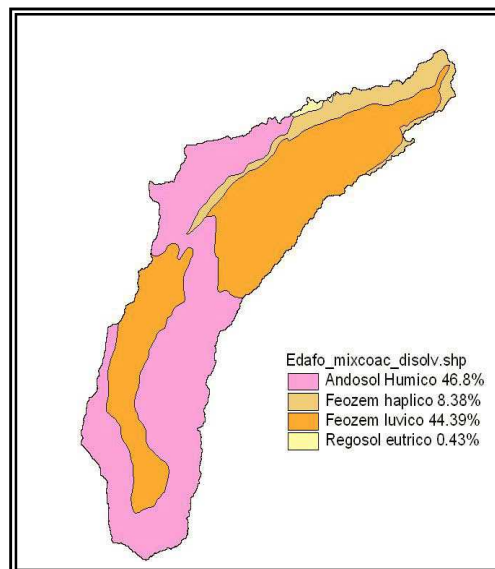 Edafo_mixcoac_disolv.shp
Andosol Humico 46.8%
Feozem haplico 8.38%
Feozem luvico 44.39%
Regosol eutrico 0.43%